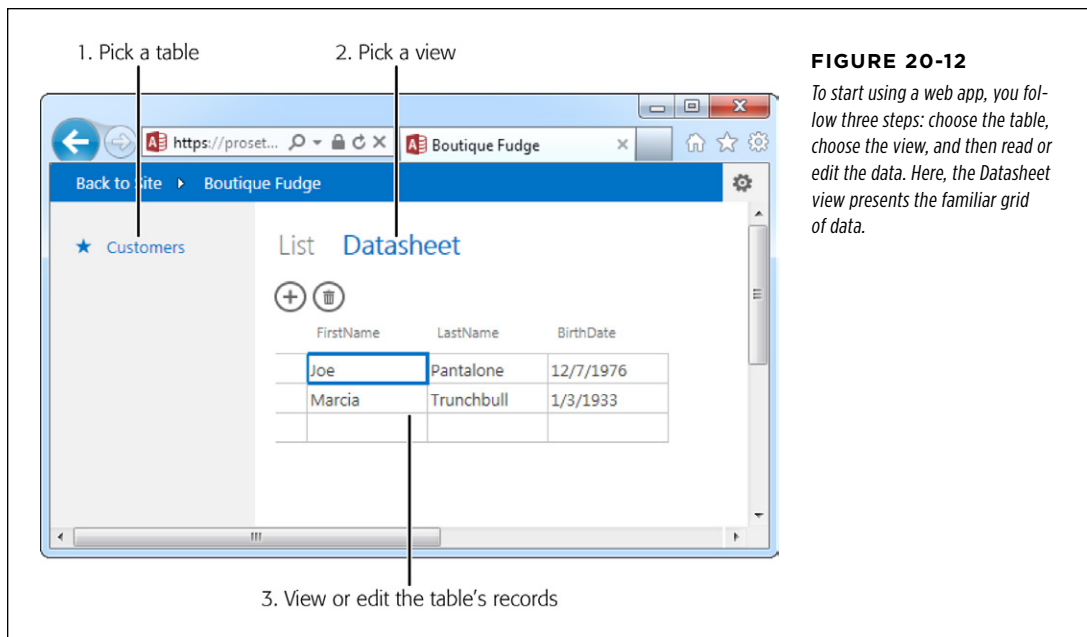 1. Pick a table
2. Pick a view
https://proset...
Boutique Fudge
Back to Site
Boutique Fudge
Customers
List
Datasheet
FirstName
LastName
BirthDate
Joe
Pantalone
12/7/1976
Marcia
Trunchbull
1/3/1933
3. View or edit the table's records
FIGURE 20-12
To start using a web app, you fol-
low three steps: choose the table,
choose the view, and then read or
edit the data. Here, the Datasheet
view presents the familiar grid
of data.